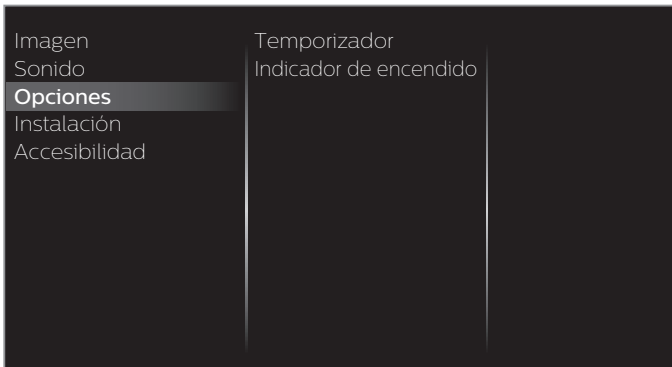 Imagen
Sonido
Opciones
Instalación
Accesibilidad
Temporizador
Indicador de encendido